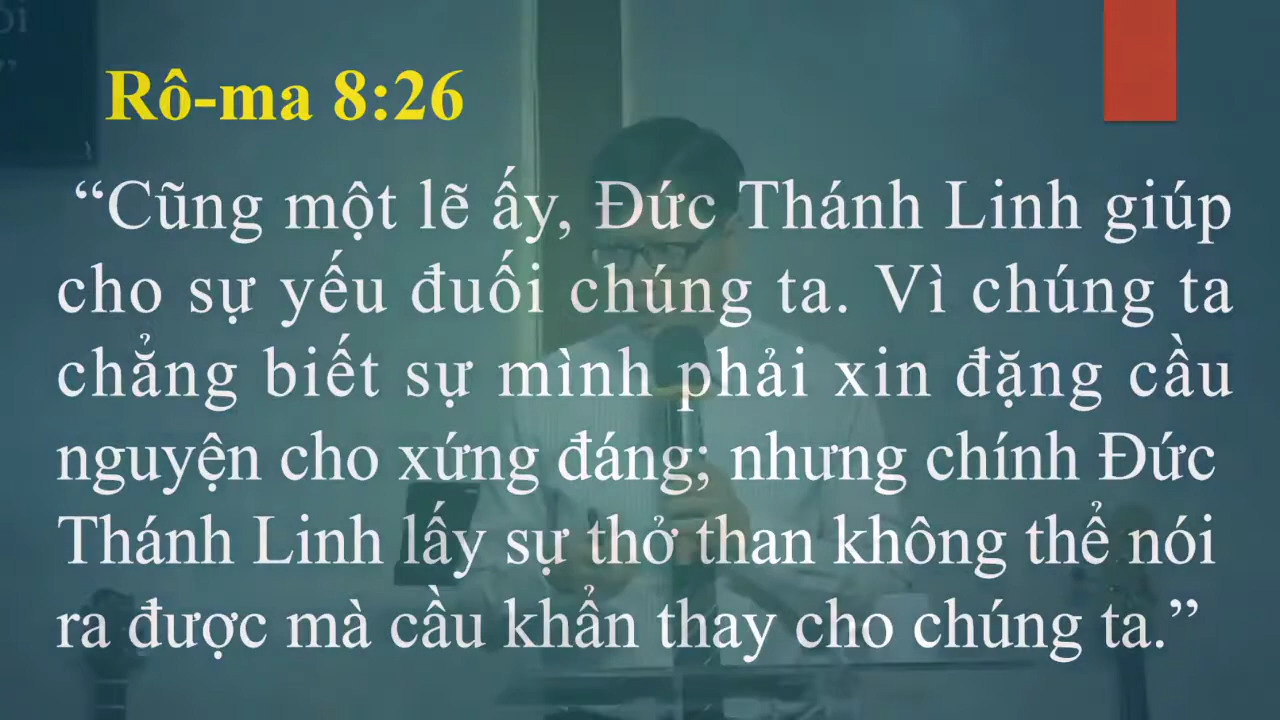 Rô-ma 8:26
“Cũng một lẽ ấy, Đức Thánh Linh giúp
cho sự yếu đuối chúng ta. Vì chúng ta
chẳng biết sự mình phải xin đặng cầu
nguyện cho xứng đáng; nhưng chính Đức
Thánh Linh lấy sự thở than không thể nói
ra được mà cầu khẩn thay cho chúng ta.”